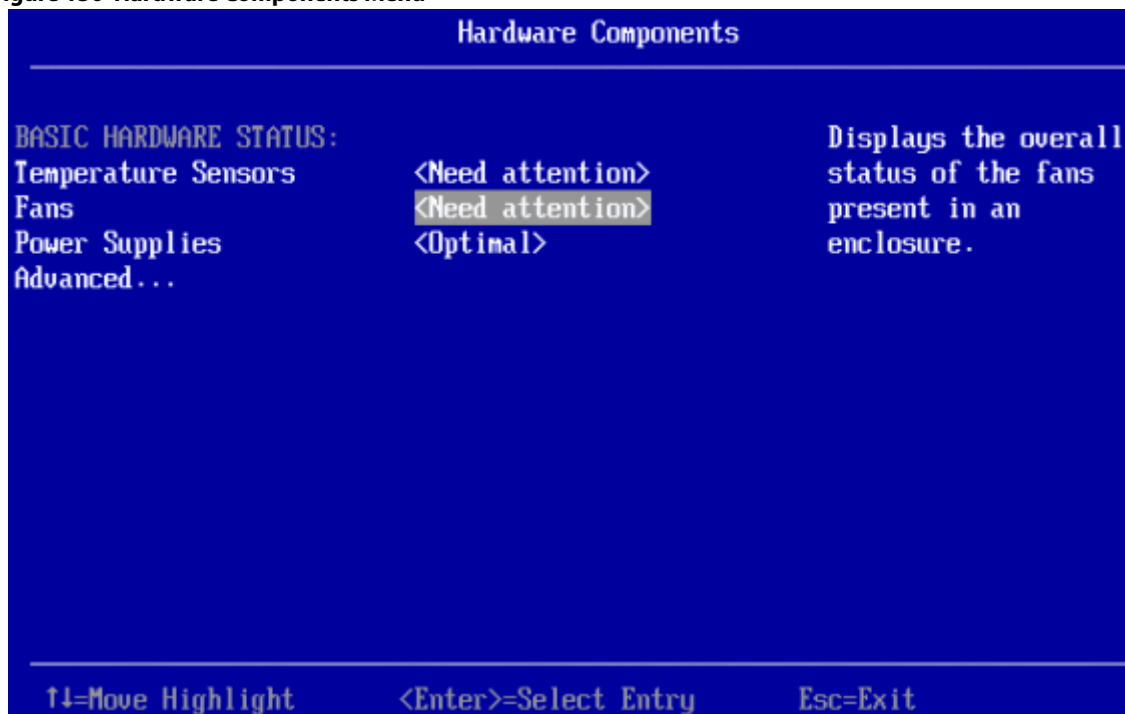 Hardware Components
BASIC HARDWARE STATUS:
Temperature Sensors <Need attention>
Fans <Need attention>
Power Supplies <Optimal>
Advanced...
Displays the overall
status of the fans
present in an
enclosure.
↑↓=Move Highlight <Enter>=Select Entry Esc=Exit